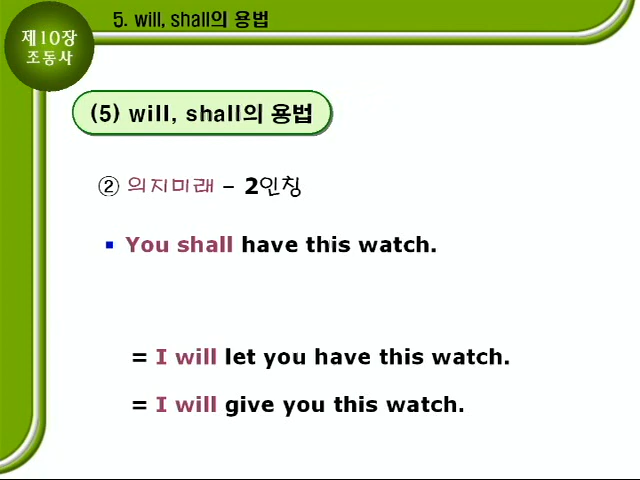 5. will, shall의 용법
제10장
조동사
(5) will, shall의 용법
② 의지미래 – 2인칭
▪ You shall have this watch.
= I will let you have this watch.
= I will give you this watch.